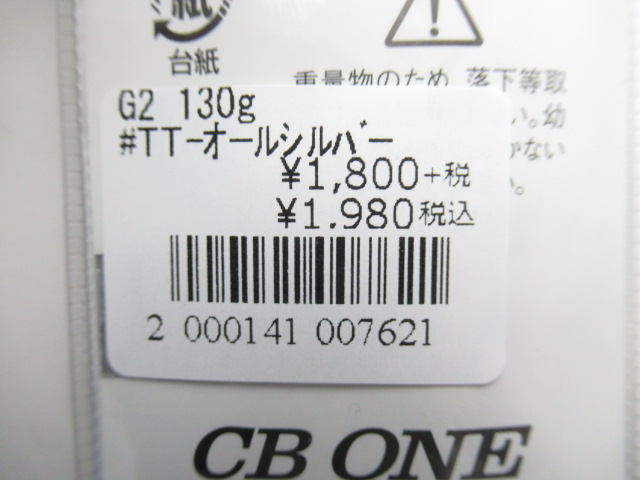 紙
台紙
重量物のため、落下等取
い。幼
ない
い。
G2 130g
#TT-オールシルバー
¥1,800+税
¥1.980税込
2 000141 007621
CB ONE